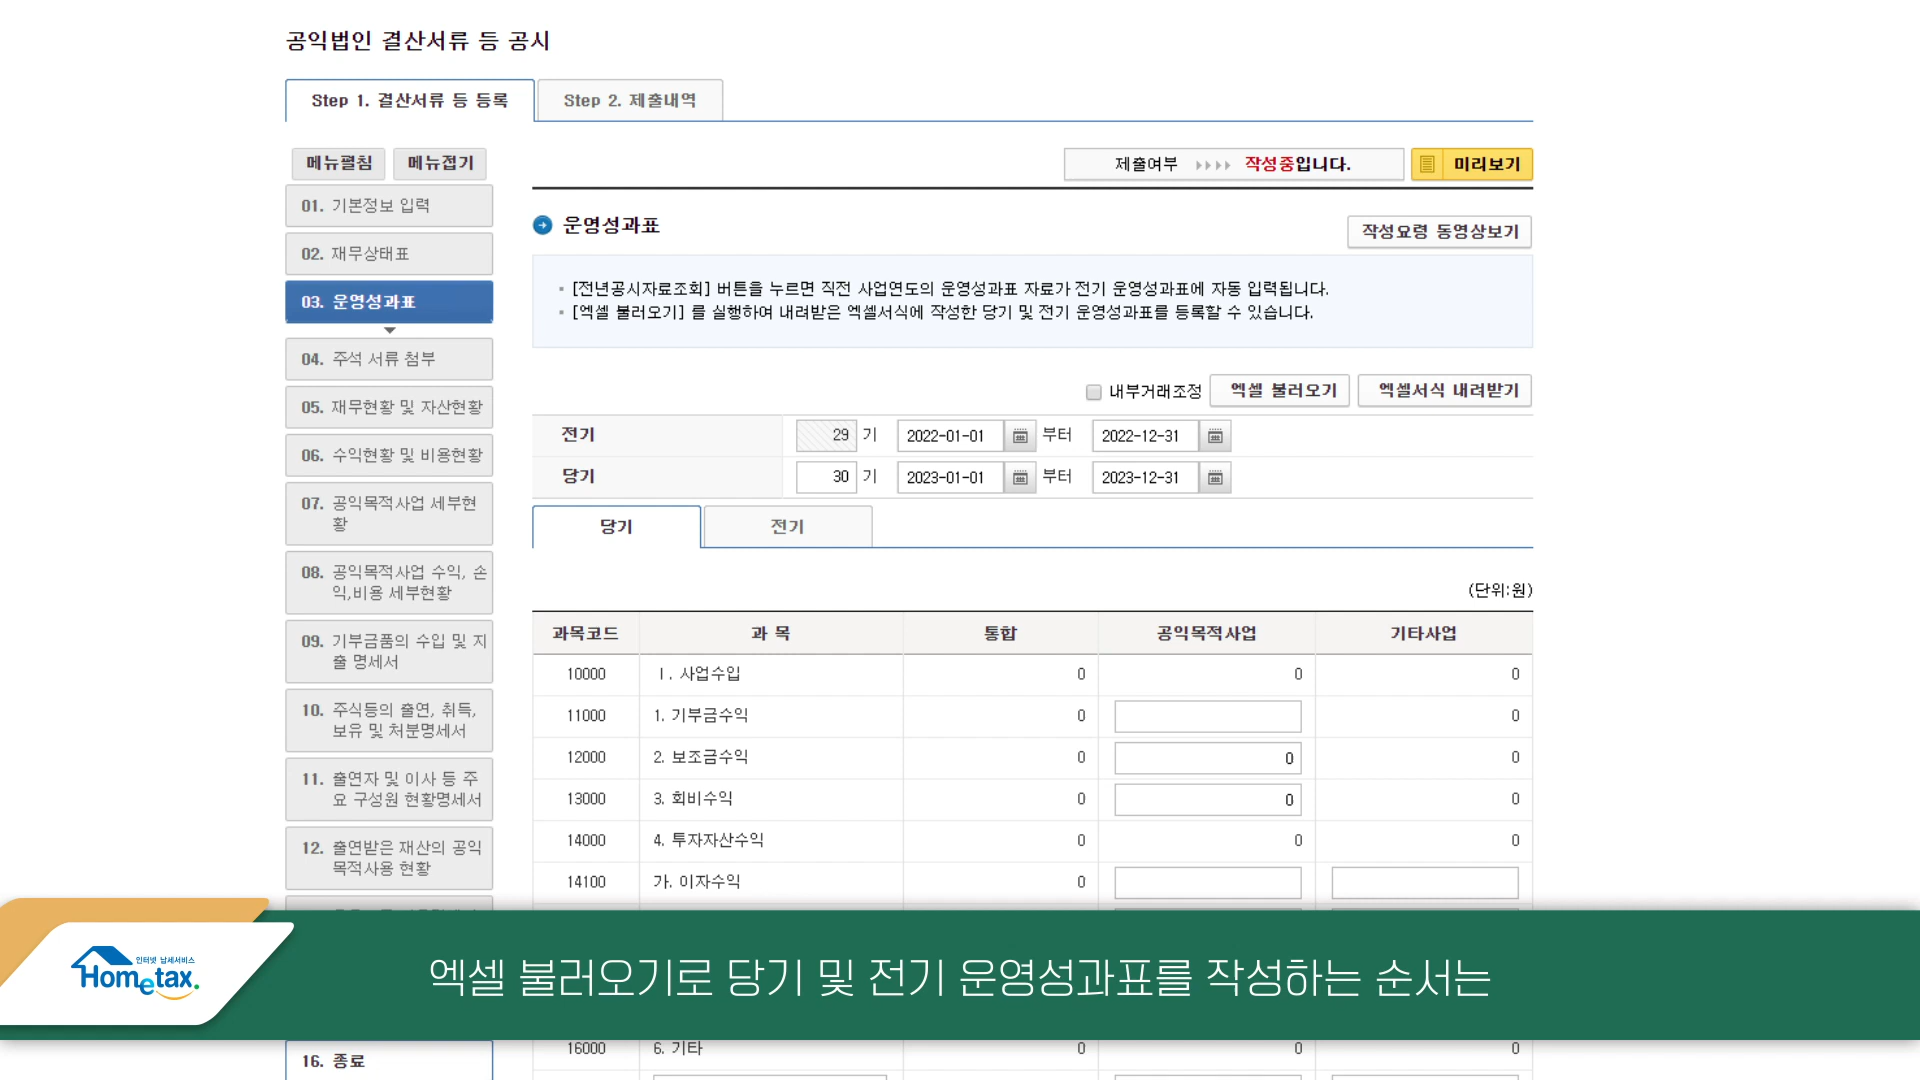 공익법인 결산서류 등 공시
Step 1. 결산서류 등 등록
Step 2. 제출내역
메뉴펼침
메뉴접기
01. 기본정보 입력
02. 재무상태표
03. 운영성과표
04. 주석 서류 첨부
05. 재무현황 및 자산현황
06. 수익현황 및 비용현황
07. 공익목적사업 세부현
황
08. 공익목적사업 수익, 손
익,비용 세부현황
09. 기부금품의 수입 및 지
출 명세서
10. 주식등의 출연, 취득,
보유 및 처분명세서
11. 출연자 및 이사 등 주
요 구성원 현황명세서
12. 출연받은 재산의 공익
목적사용 현황
16. 종료
제출여부 작성중입니다.
미리보기
운영성과표
작성요령 동영상보기
[전년공시자료조회] 버튼을 누르면 직전 사업연도의 운영성과표 자료가 전기 운영성과표에 자동 입력됩니다.
[엑셀 불러오기] 를 실행하여 내려받은 엑셀서식에 작성한 당기 및 전기 운영성과표를 등록할 수 있습니다.
내부거래조정
엑셀 불러오기
엑셀서식 내려받기
전기 29 기 2022-01-01 부터 2022-12-31
당기 30 기 2023-01-01 부터 2023-12-31
당기
전기
(단위:원)
과목코드 과 목 통합 공익목적사업 기타사업
10000 Ⅰ. 사업수입 0 0 0
11000 1. 기부금수익 0 0
12000 2. 보조금수익 0 0 0
13000 3. 회비수익 0 0 0
14000 4. 투자자산수익 0 0 0
14100 가. 이자수익 0
16000 6. 기타 0 0 0
인터넷 납세서비스
Hometax.
엑셀 불러오기로 당기 및 전기 운영성과표를 작성하는 순서는